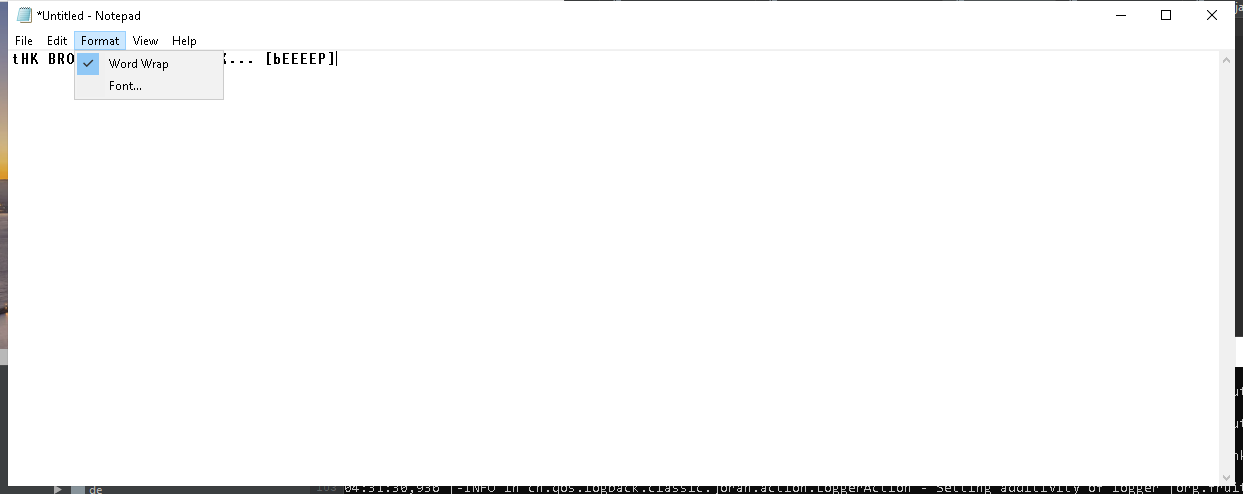 *Untitled - Notepad
File Edit Format View Help
tHK BRO ... [bEEEEP]
Word Wrap
Font...
de
04:31:30,936 |-INFO in ch.qos.logback.classic.joran.action.LoggerAction - Setting additivity of logger [org.fruit